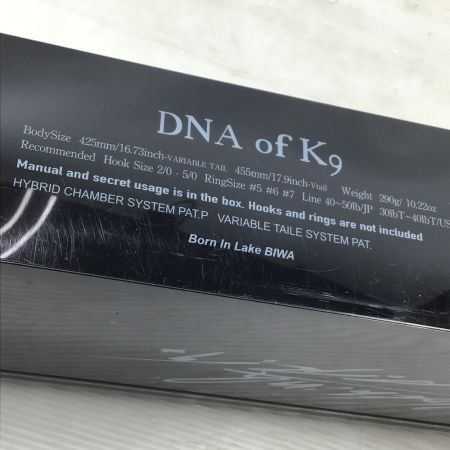 DNA of K9
BodySize 425mm/16.73inch-VARIABLE TAIL 455mm/17.9inch-Vtail Weight 290g/10.22oz
Recommended Hook Size 2/0 - 5/0 RingSize #5 #6 #7 Line 40~50lb/JP 30lbT~40lbT/US
Manual and secret usage is in the box. Hooks and rings are not included
HYBRID CHAMBER SYSTEM PAT.P VARIABLE TAILE SYSTEM PAT.
Born In Lake BIWA